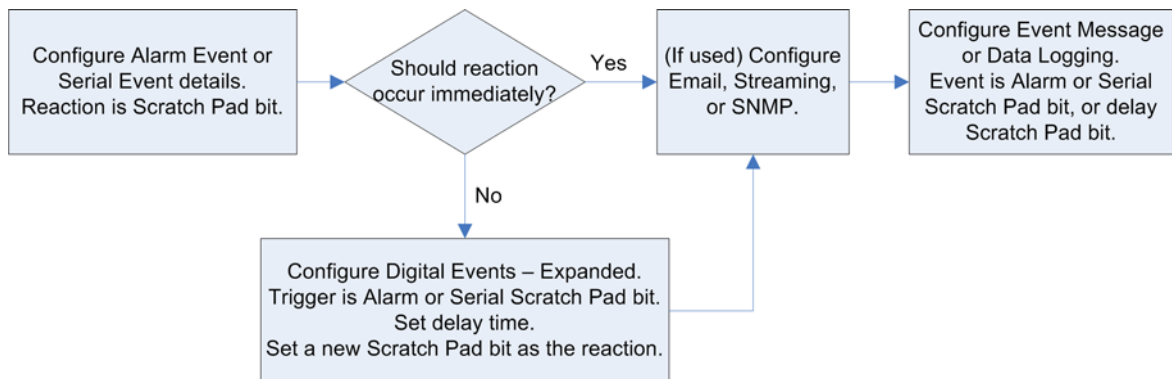 Configure Alarm Event or
Serial Event details.
Reaction is Scratch Pad bit.
Should reaction
occur immediately?
Yes
(If used) Configure
Email, Streaming,
or SNMP.
Configure Event Message
or Data Logging.
Event is Alarm or Serial
Scratch Pad bit, or delay
Scratch Pad bit.
No
Configure Digital Events – Expanded.
Trigger is Alarm or Serial Scratch Pad bit.
Set delay time.
Set a new Scratch Pad bit as the reaction.